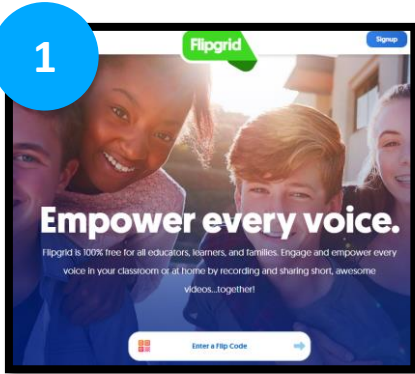 1
Flipgrid
Signup
Empower every voice.
Flipgrid is 100% free for all educators, learners, and families. Engage and empower every
voice in your classroom or at home by recording and sharing short, awesome
videos...together!
Enter a Flip Code